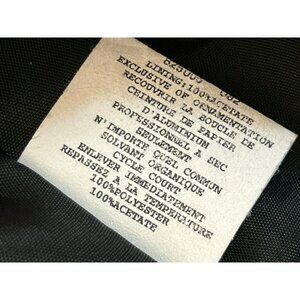 LINING:100%ACETATE
EXCLUSIVE OF ORNAMENTATION
RECOUVRIR LA BOUCLE DE
CEINTURE DE PAPIER
D'ALUMINIUM
PROFESSIONNEL
SEULEMENT A SEC
N'IMPORTE QUEL COMMUN
SOLVANT ORGANIQUE
CYCLE COURT
ENLEVER IMMEDIATEMENT
REPASSEZ A LA TEMPERATURE
100%POLYESTER
100%ACETATE